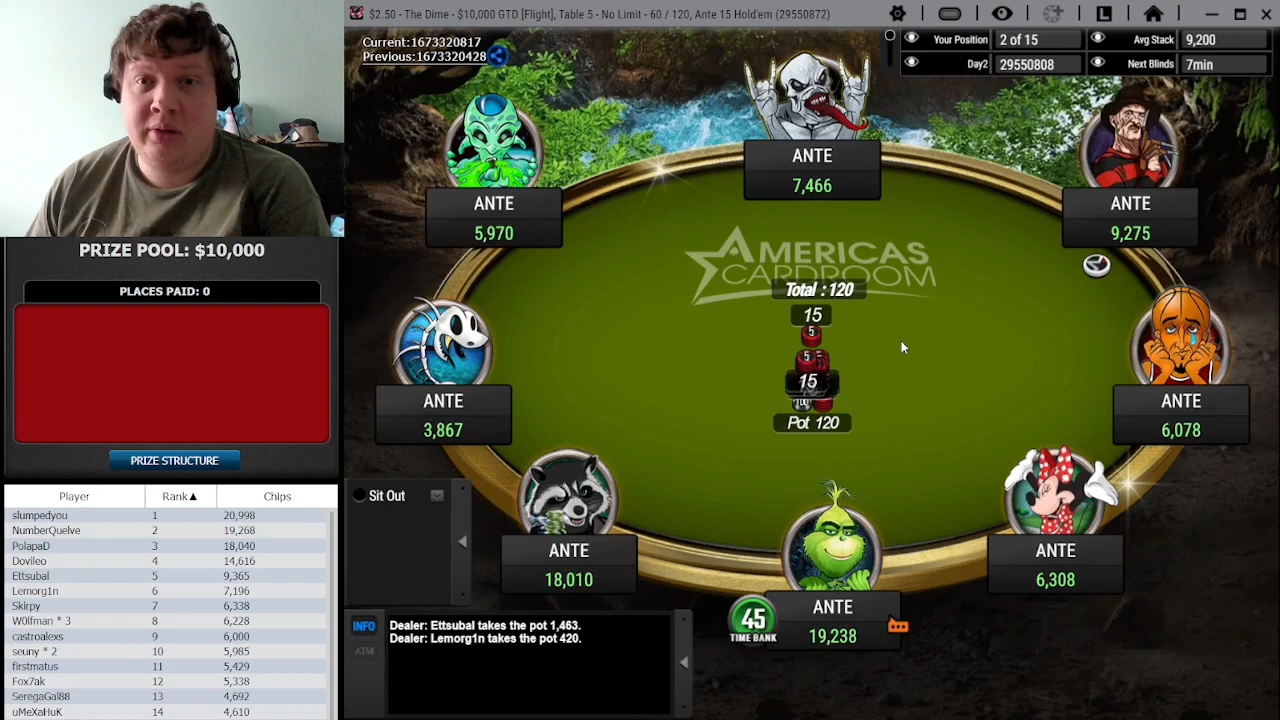 $2.50 - The Dime - $10,000 GTD [Flight], Table 5 - No Limit - 60 / 120, Ante 15 Hold'em (29550872)
L
Current:1673320817
Previous:1673320428
Your Position 2 of 15 Avg Stack 9,200
Day2 29550808 Next Blinds 7min
ANTE
7,466
ANTE
5,970
ANTE
9,275
PRIZE POOL: $10,000
PLACES PAID: 0
PRIZE STRUCTURE
AMERICAS
CARDROOM
Total : 120
15
5
5
15
Pot 120
ANTE
3,867
ANTE
6,078
ANTE
18,010
ANTE
6,308
ANTE
19,238
45
TIME BANK
Sit Out
INFO
ATM
Dealer: Ettsubal takes the pot 1,463.
Dealer: Lemorg1n takes the pot 420.
Player Rank▲ Chips
slumpedyou 1 20,998
NumberQuelve 2 19,268
PolapaD 3 18,040
Dovileo 4 14,616
Ettsubal 5 9,365
Lemorg1n 6 7,196
Skirpy 7 6,338
W0lfman * 3 8 6,228
castroalexs 9 6,000
seuny * 2 10 5,985
firstmatus 11 5,429
Fox7ak 12 5,338
SeregaGal88 13 4,692
uMeXaHuK 14 4,610